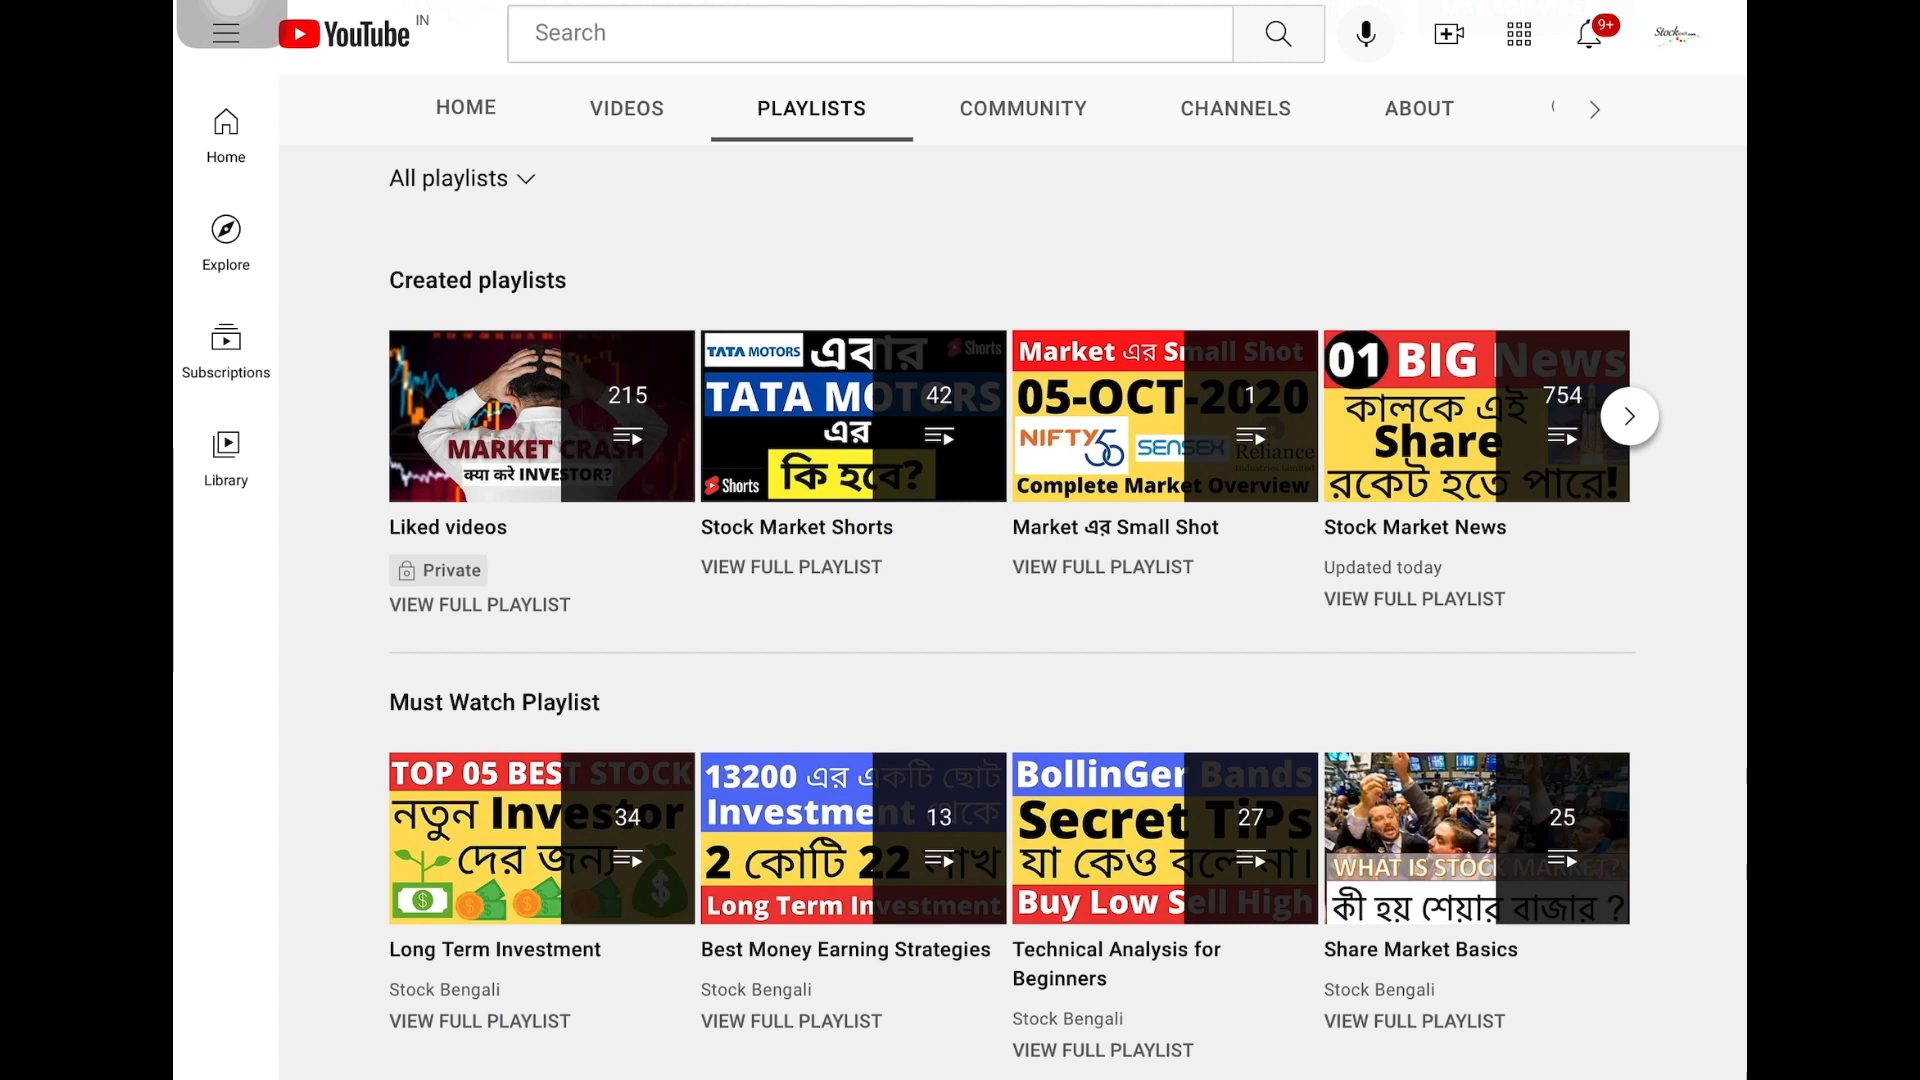 YouTube IN
Search
9+
HOME
VIDEOS
PLAYLISTS
COMMUNITY
CHANNELS
ABOUT
Home
Explore
Subscriptions
Library
All playlists
Created playlists
MARKET CRASH
क्या करे INVESTOR?
215
Liked videos
Private
VIEW FULL PLAYLIST
TATA MOTORS এবার
Shorts
TATA MOTORS
এর
কি হবে?
Shorts
42
Stock Market Shorts
VIEW FULL PLAYLIST
Market এর Small Shot
05-OCT-2020
NIFTY50 SENSEX Reliance
Industries Limited
Complete Market Overview
1
Market এর Small Shot
VIEW FULL PLAYLIST
01 BIG News
কালকে এই
Share
রকেট হতে পারে!
754
Stock Market News
Updated today
VIEW FULL PLAYLIST
Must Watch Playlist
TOP 05 BEST STOCK
নতুন Investor
দের জন্য
34
Long Term Investment
Stock Bengali
VIEW FULL PLAYLIST
13200 এর একটি ছোট
Investment থেকে
2 কোটি 22 লাখ
Long Term Investment
13
Best Money Earning Strategies
Stock Bengali
VIEW FULL PLAYLIST
BollinGer Bands
Secret TiPs
যা কেও বলে না।
Buy Low Sell High
27
Technical Analysis for
Beginners
Stock Bengali
VIEW FULL PLAYLIST
WHAT IS STOCK MARKET?
কী হয় শেয়ার বাজার ?
25
Share Market Basics
Stock Bengali
VIEW FULL PLAYLIST